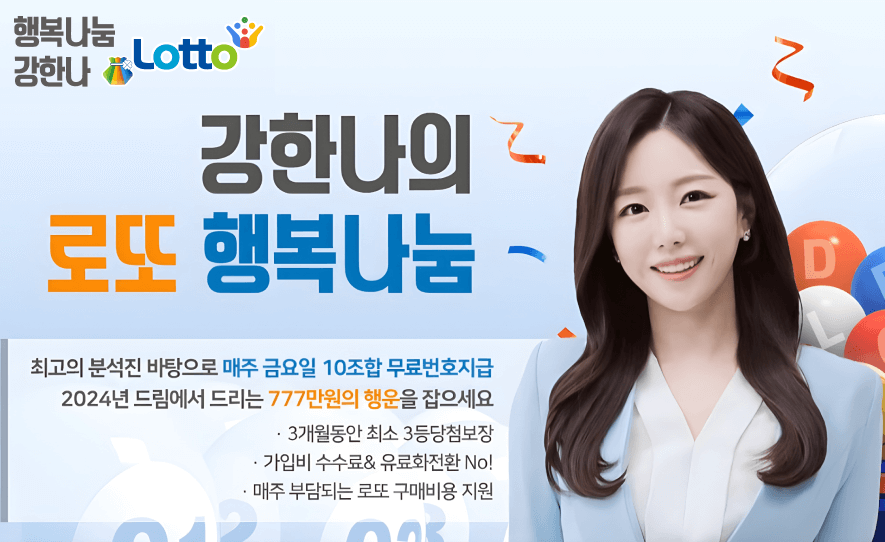 행복나눔
강한나 Lotto
강한나의
로또 행복나눔
최고의 분석진 바탕으로 매주 금요일 10조합 무료번호지급
2024년 드림에서 드리는 777만원의 행운을 잡으세요
· 3개월동안 최소 3등당첨보장
· 가입비 수수료& 유료화전환 No!
· 매주 부담되는 로또 구매비용 지원
D
L